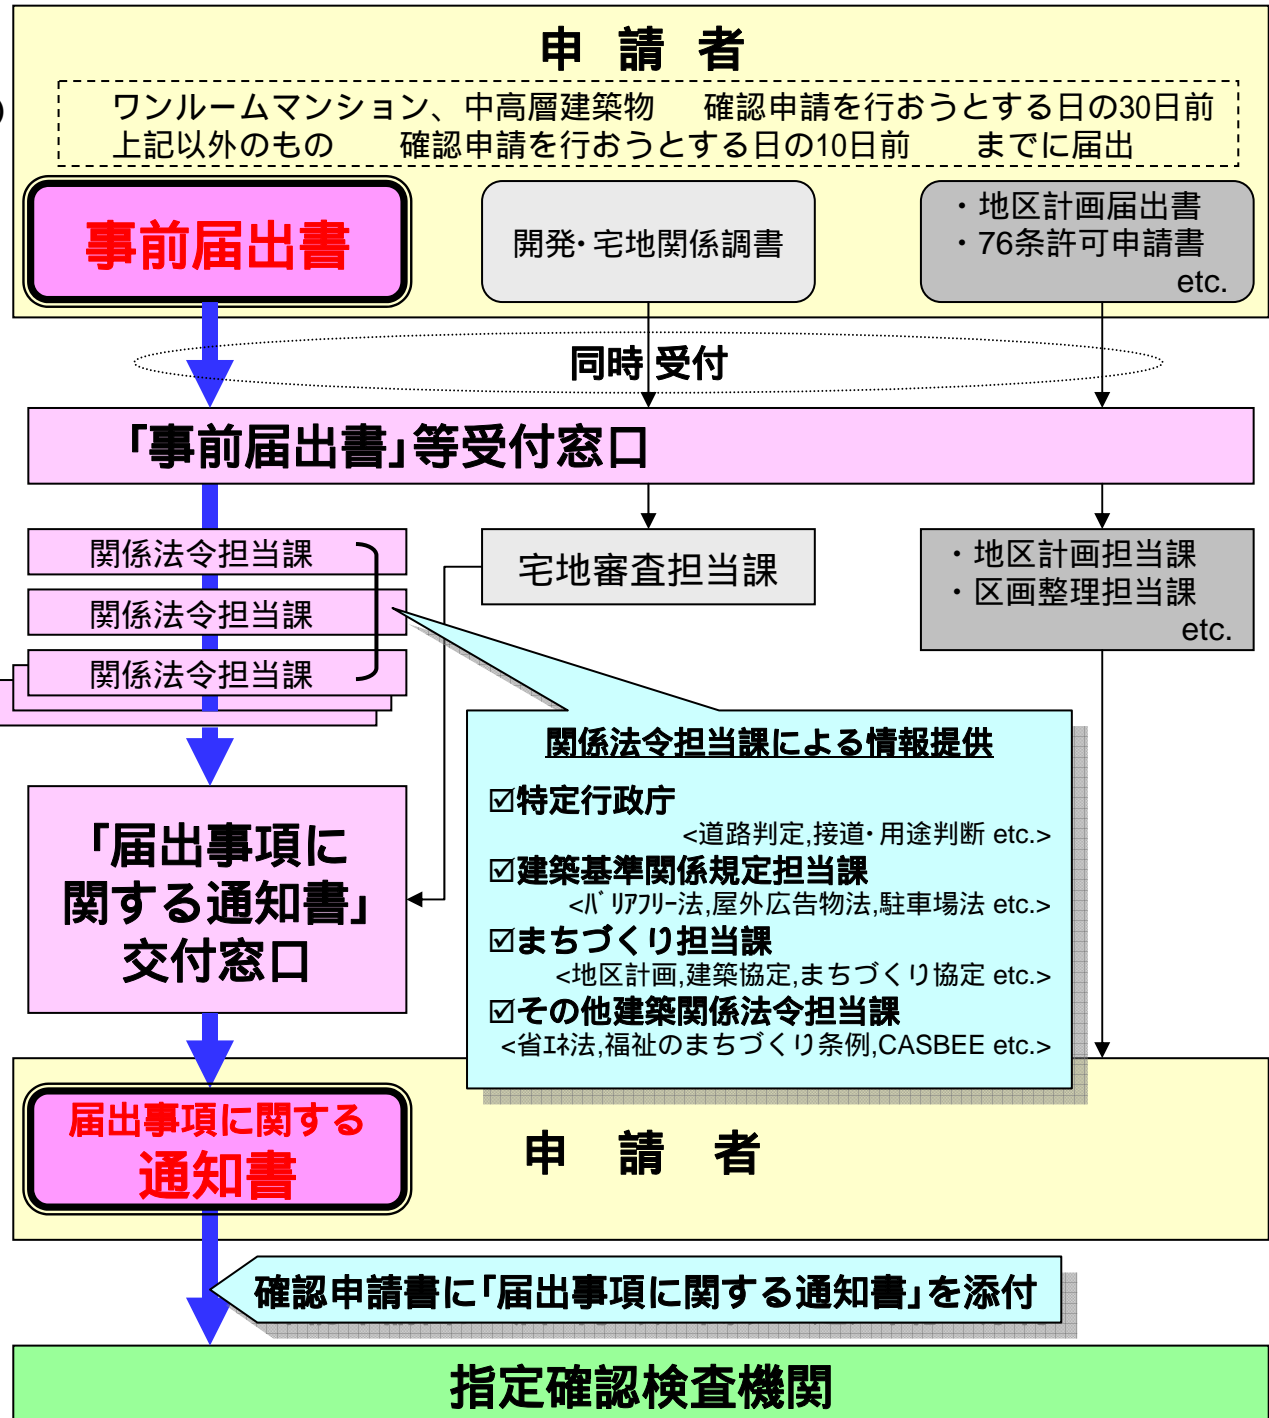 申 請 者
ワンルームマンション、中高層建築物 確認申請を行おうとする日の30日前
上記以外のもの 確認申請を行おうとする日の10日前 までに届出
)
事前届出書
開発・宅地関係調書
・地区計画届出書
・76条許可申請書
etc.
同時 受付
「事前届出書」等受付窓口
関係法令担当課
関係法令担当課
関係法令担当課
宅地審査担当課
・地区計画担当課
・区画整理担当課
etc.
関係法令担当課による情報提供
☑特定行政庁
<道路判定,接道・用途判断 etc.>
☑建築基準関係規定担当課
<ﾊﾞﾘｱﾌﾘｰ法,屋外広告物法,駐車場法 etc.>
☑まちづくり担当課
<地区計画,建築協定,まちづくり協定 etc.>
☑その他建築関係法令担当課
<省ｴﾈ法,福祉のまちづくり条例,CASBEE etc.>
「届出事項に
関する通知書」
交付窓口
届出事項に関する
通知書
申 請 者
確認申請書に「届出事項に関する通知書」を添付
指定確認検査機関